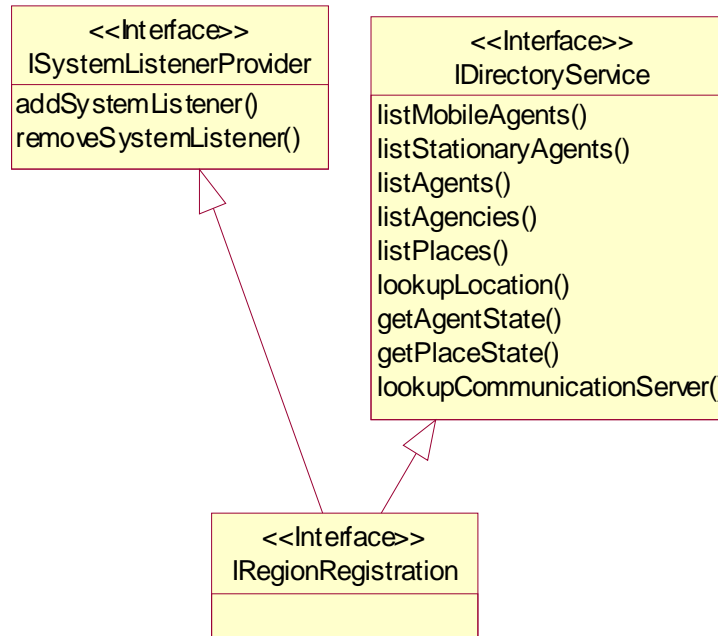 <<Interface>>
ISystemListenerProvider
addSystemListener()
removeSystemListener()
<<Interface>>
IDirectoryService
listMobileAgents()
listStationaryAgents()
listAgents()
listAgencies()
listPlaces()
lookupLocation()
getAgentState()
getPlaceState()
lookupCommunicationServer()
<<Interface>>
IRegionRegistration